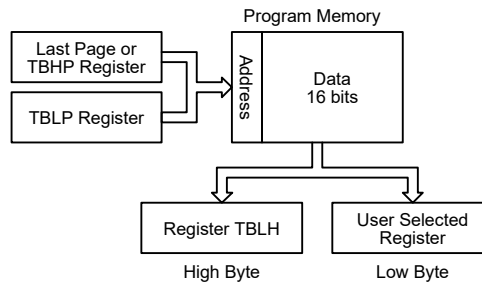 Program Memory
Last Page or
TBHP Register
TBLP Register
Address
Data
16 bits
Register TBLH
User Selected
Register
High Byte
Low Byte